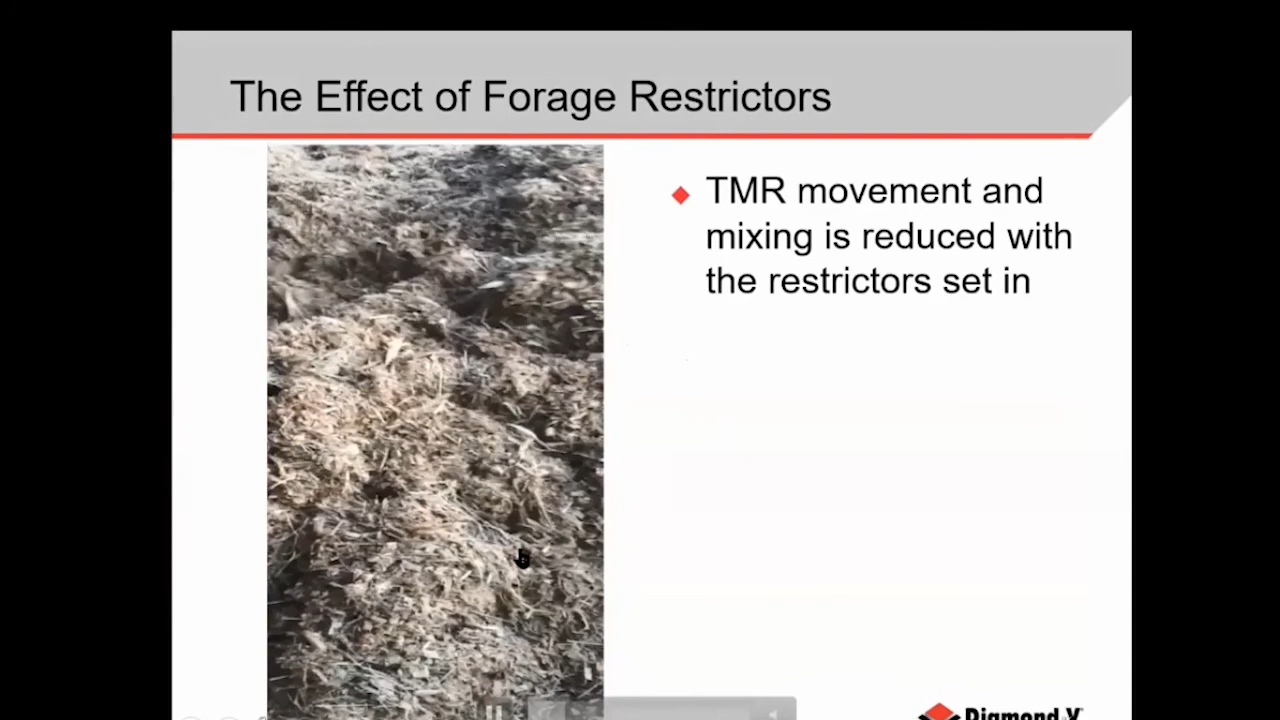 The Effect of Forage Restrictors
TMR movement and
mixing is reduced with
the restrictors set in
Diamond V